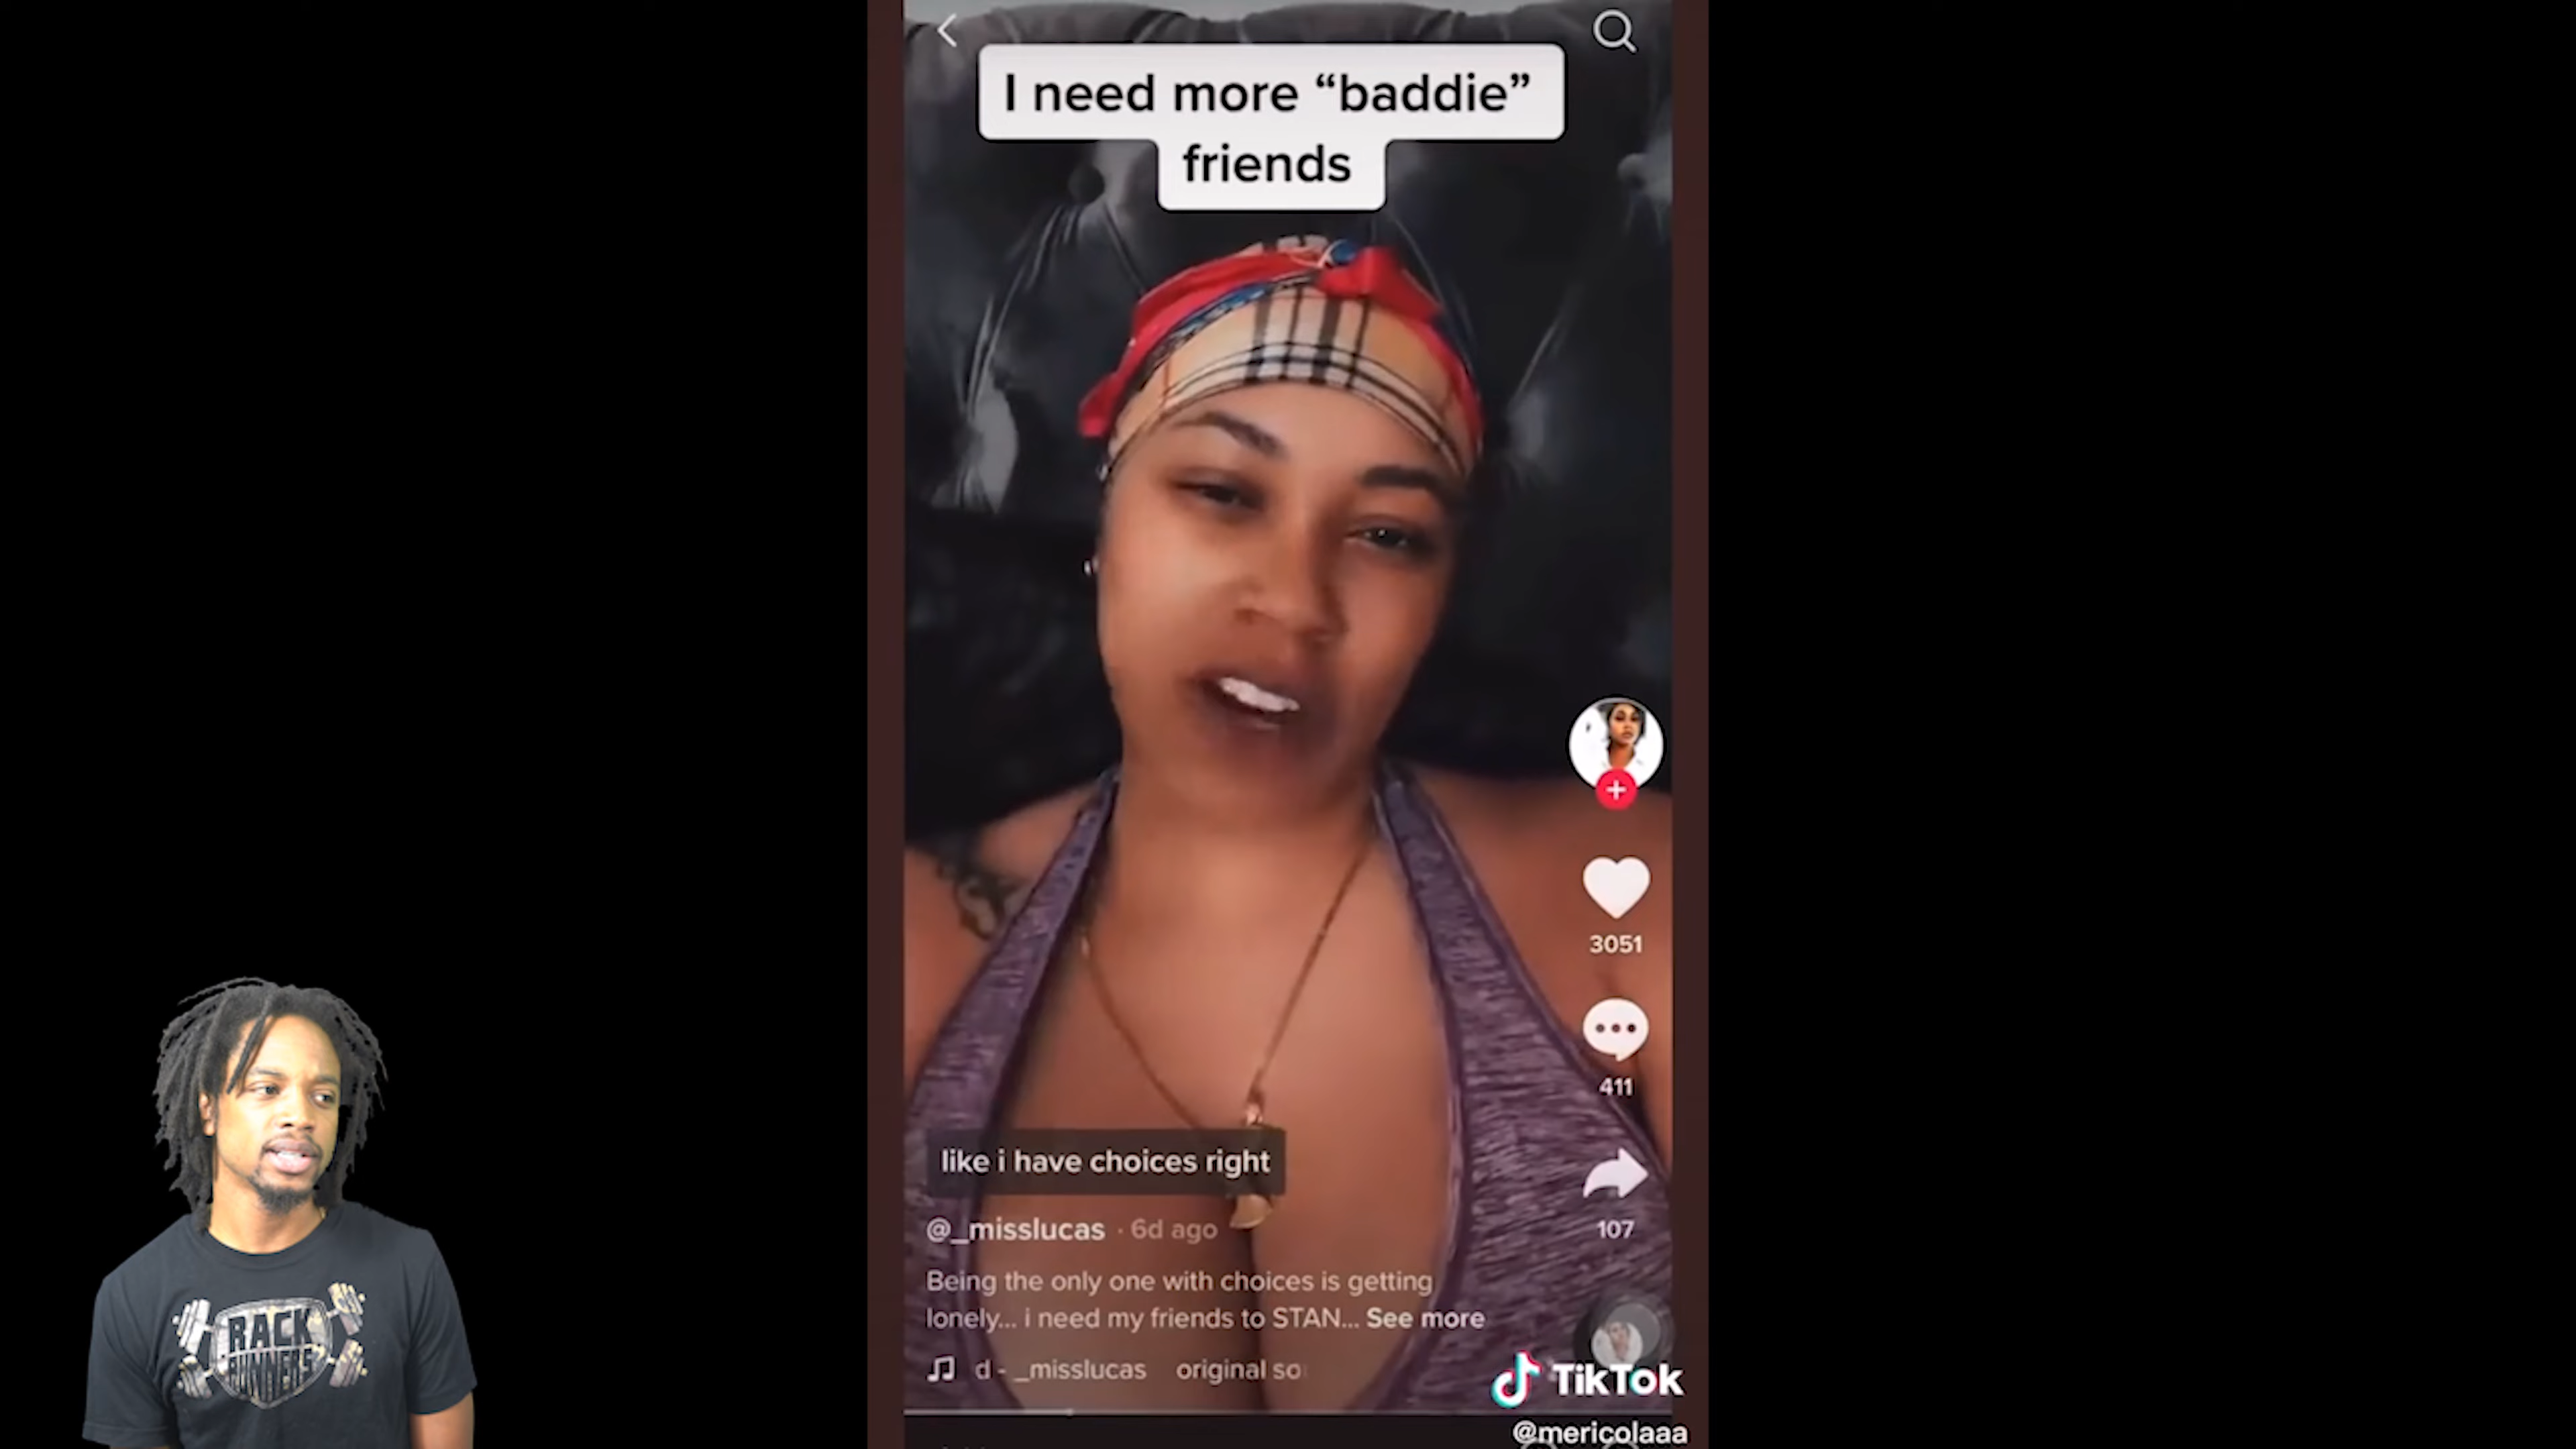 I need more “baddie”
friends
3051
411
like i have choices right
@_misslucas · 6d ago
107
Being the only one with choices is getting
lonely... i need my friends to STAN... See more
d - _misslucas original so
TikTok
@mericolaaa
RACK
RUNNERS